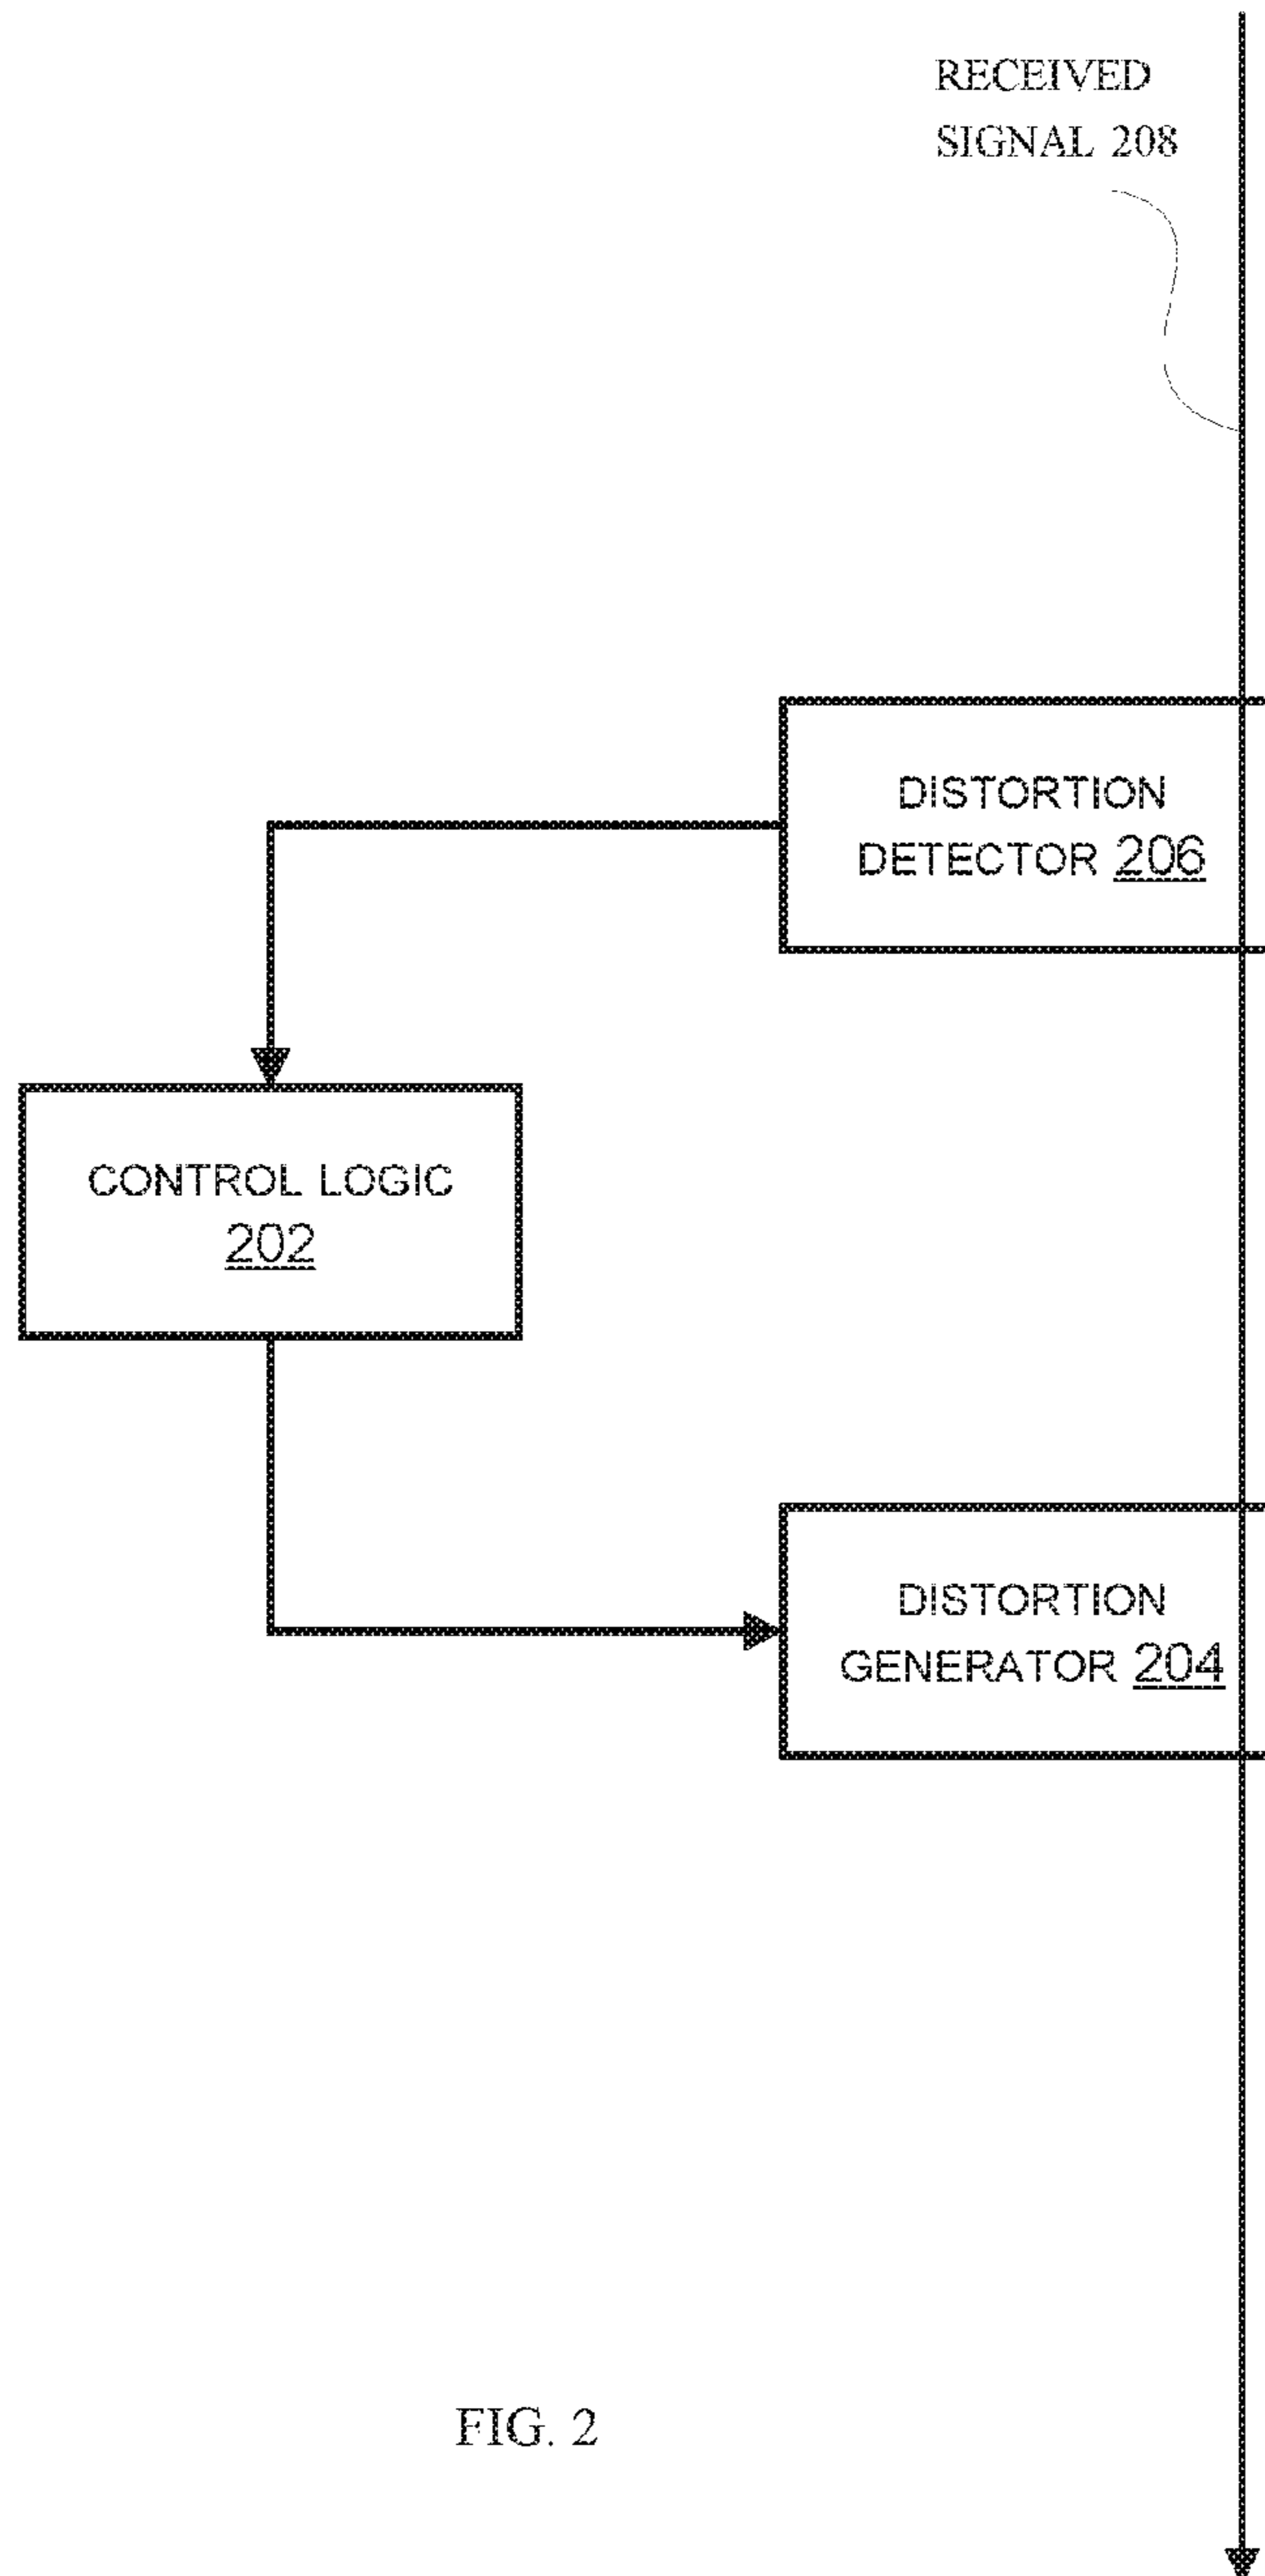 RECEIVED
SIGNAL 208
DISTORTION
DETECTOR 206
CONTROL LOGIC
202
DISTORTION
GENERATOR 204
FIG. 2